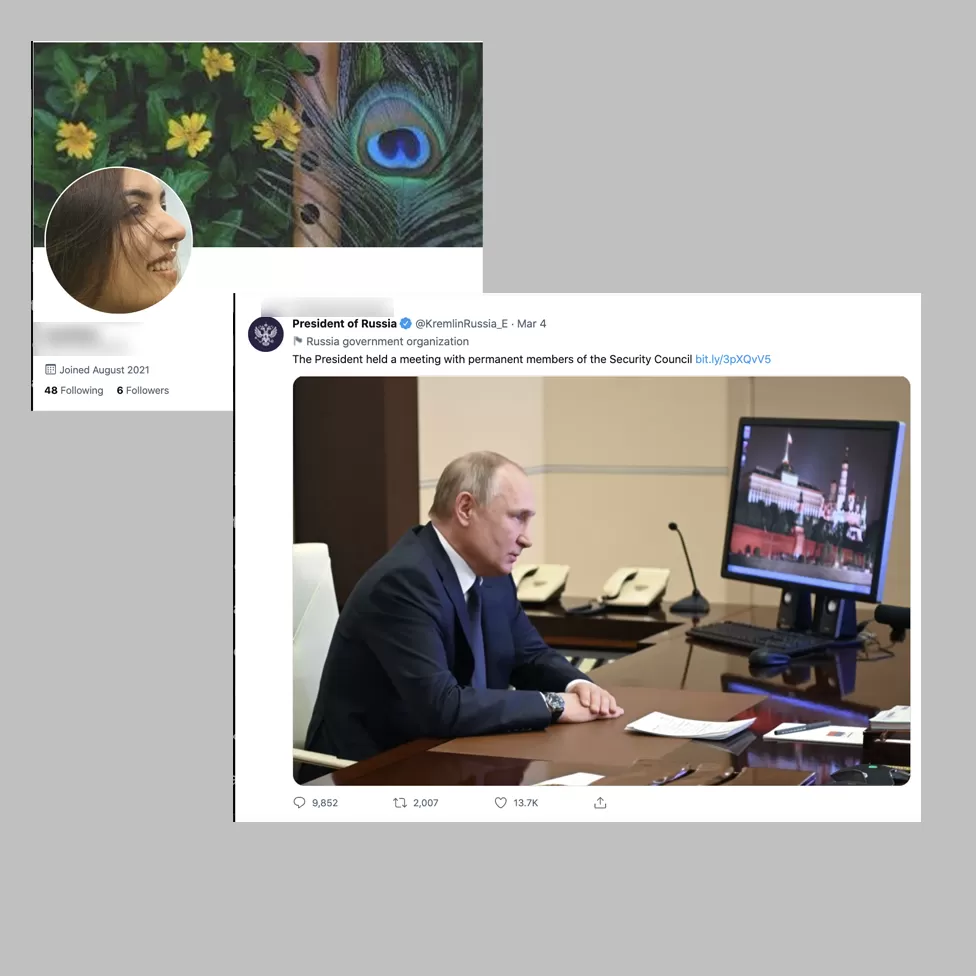 Joined August 2021
48 Following 6 Followers
President of Russia @KremlinRussia_E · Mar 4
Russia government organization
The President held a meeting with permanent members of the Security Council bit.ly/3pXQvV5
9,852 2,007 13.7K